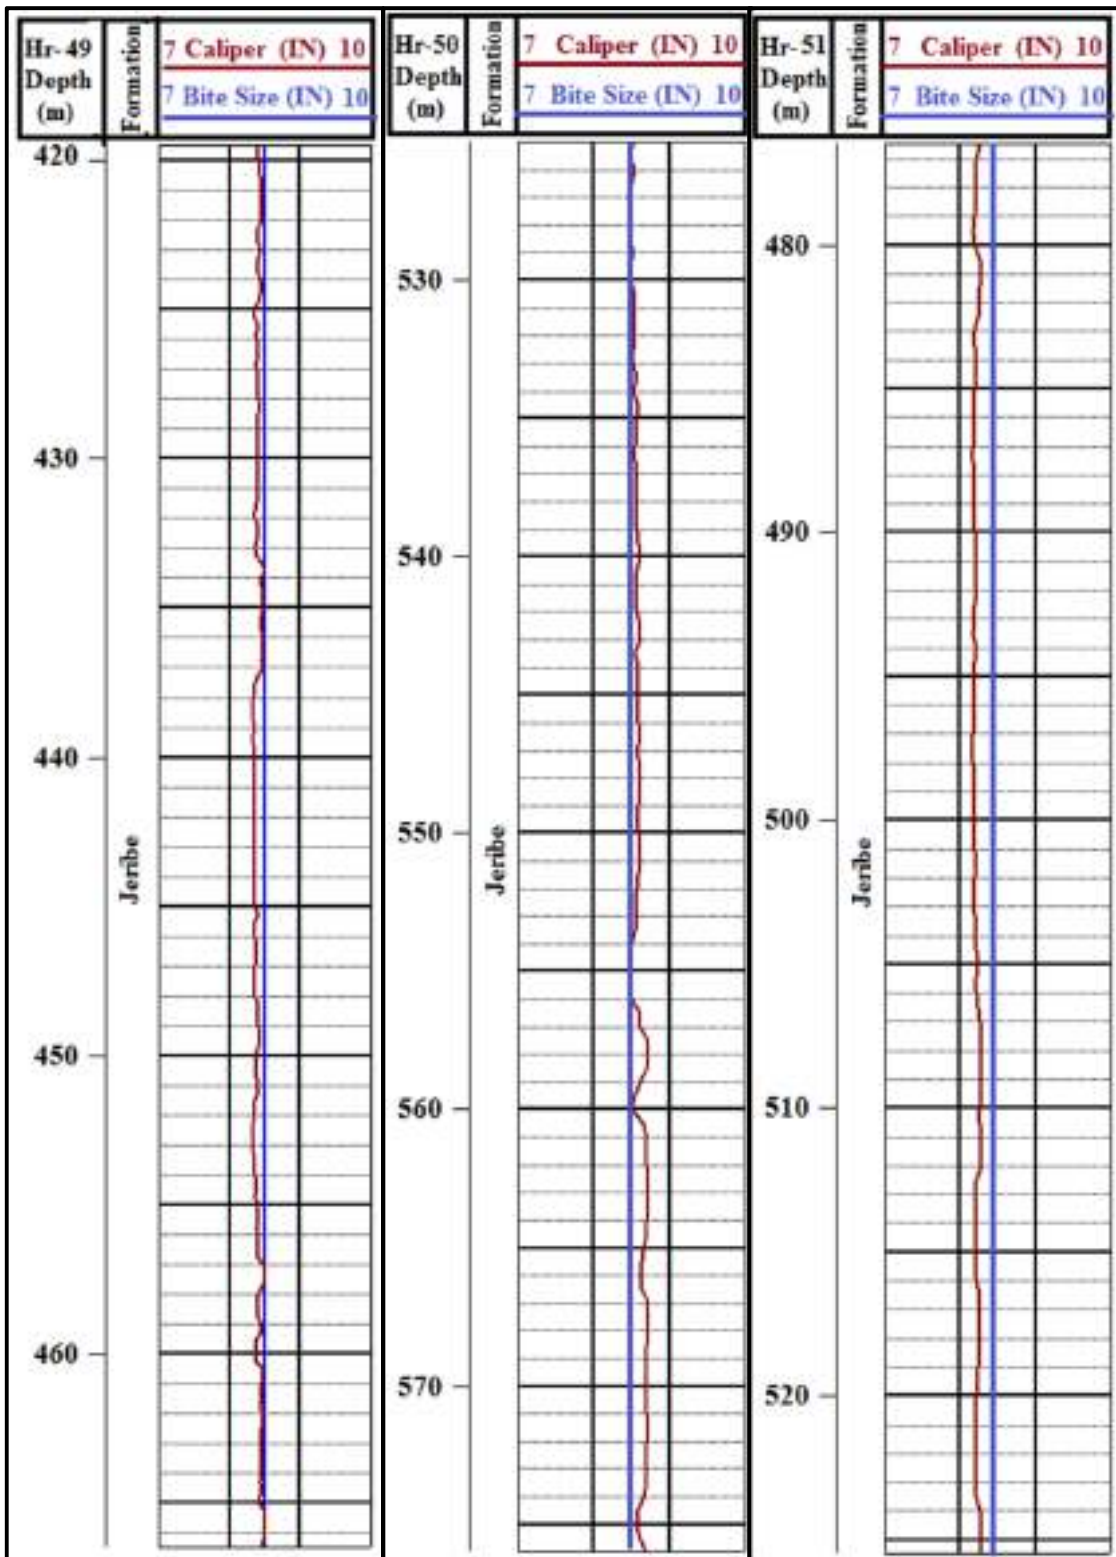 Hr-49
Depth
(m)
Formation
7 Caliper (IN) 10
7 Bite Size (IN) 10
420
430
440
450
460
Jeribe
Hr-50
Depth
(m)
Formation
7 Caliper (IN) 10
7 Bite Size (IN) 10
530
540
550
560
570
Jeribe
Hr-51
Depth
(m)
Formation
7 Caliper (IN) 10
7 Bite Size (IN) 10
480
490
500
510
520
Jeribe